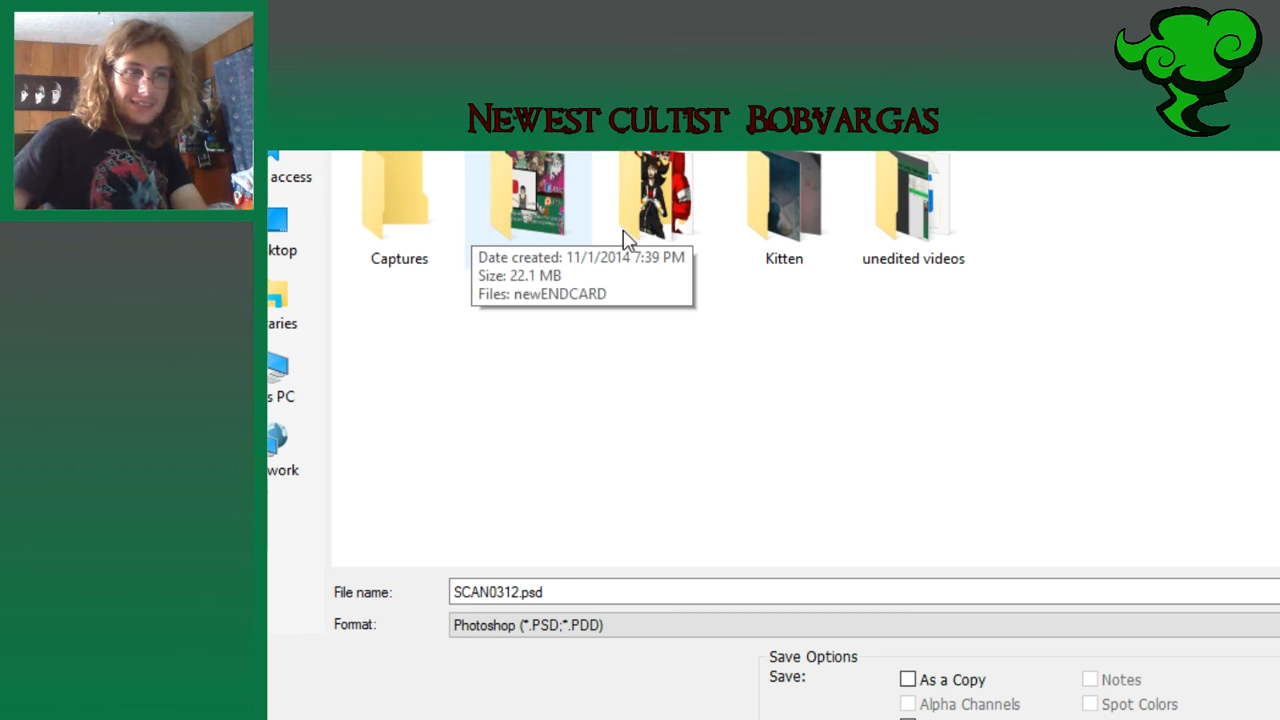 Newest cultist Bobvargas
access
Captures
Kitten
unedited videos
Date created: 11/1/2014 7:39 PM
Size: 22.1 MB
Files: newENDCARD
ktop
aries
s PC
work
File name:
SCAN0312.psd
Format:
Photoshop (*.PSD;*.PDD)
Save Options
Save:
As a Copy
Notes
Alpha Channels
Spot Colors